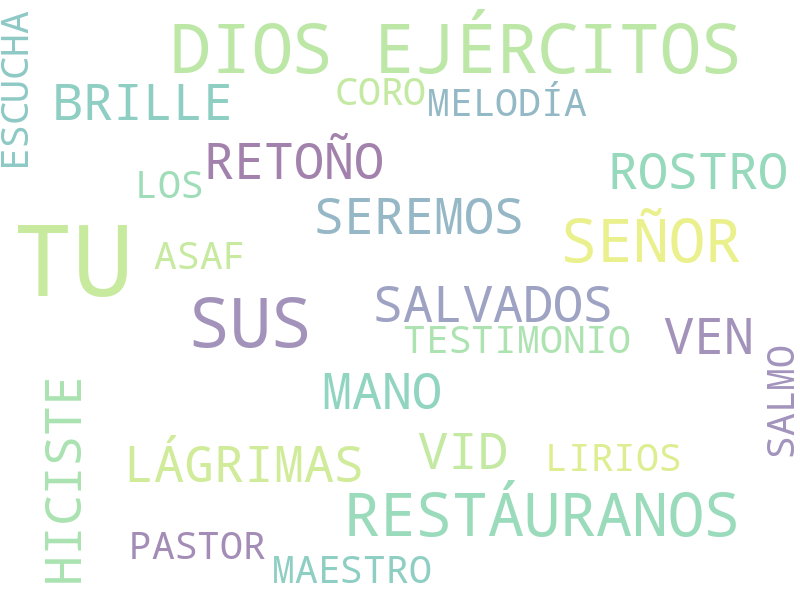 DIOS EJÉRCITOS
ESCUCHA
BRILLE
CORO
MELODÍA
RETOÑO
ROSTRO
LOS
SEREMOS
SEÑOR
TU
ASAF
SUS
SALVADOS
TESTIMONIO
VEN
MANO
SALMO
HICISTE
LÁGRIMAS
VID
LIRIOS
RESTÁURANOS
PASTOR
MAESTRO